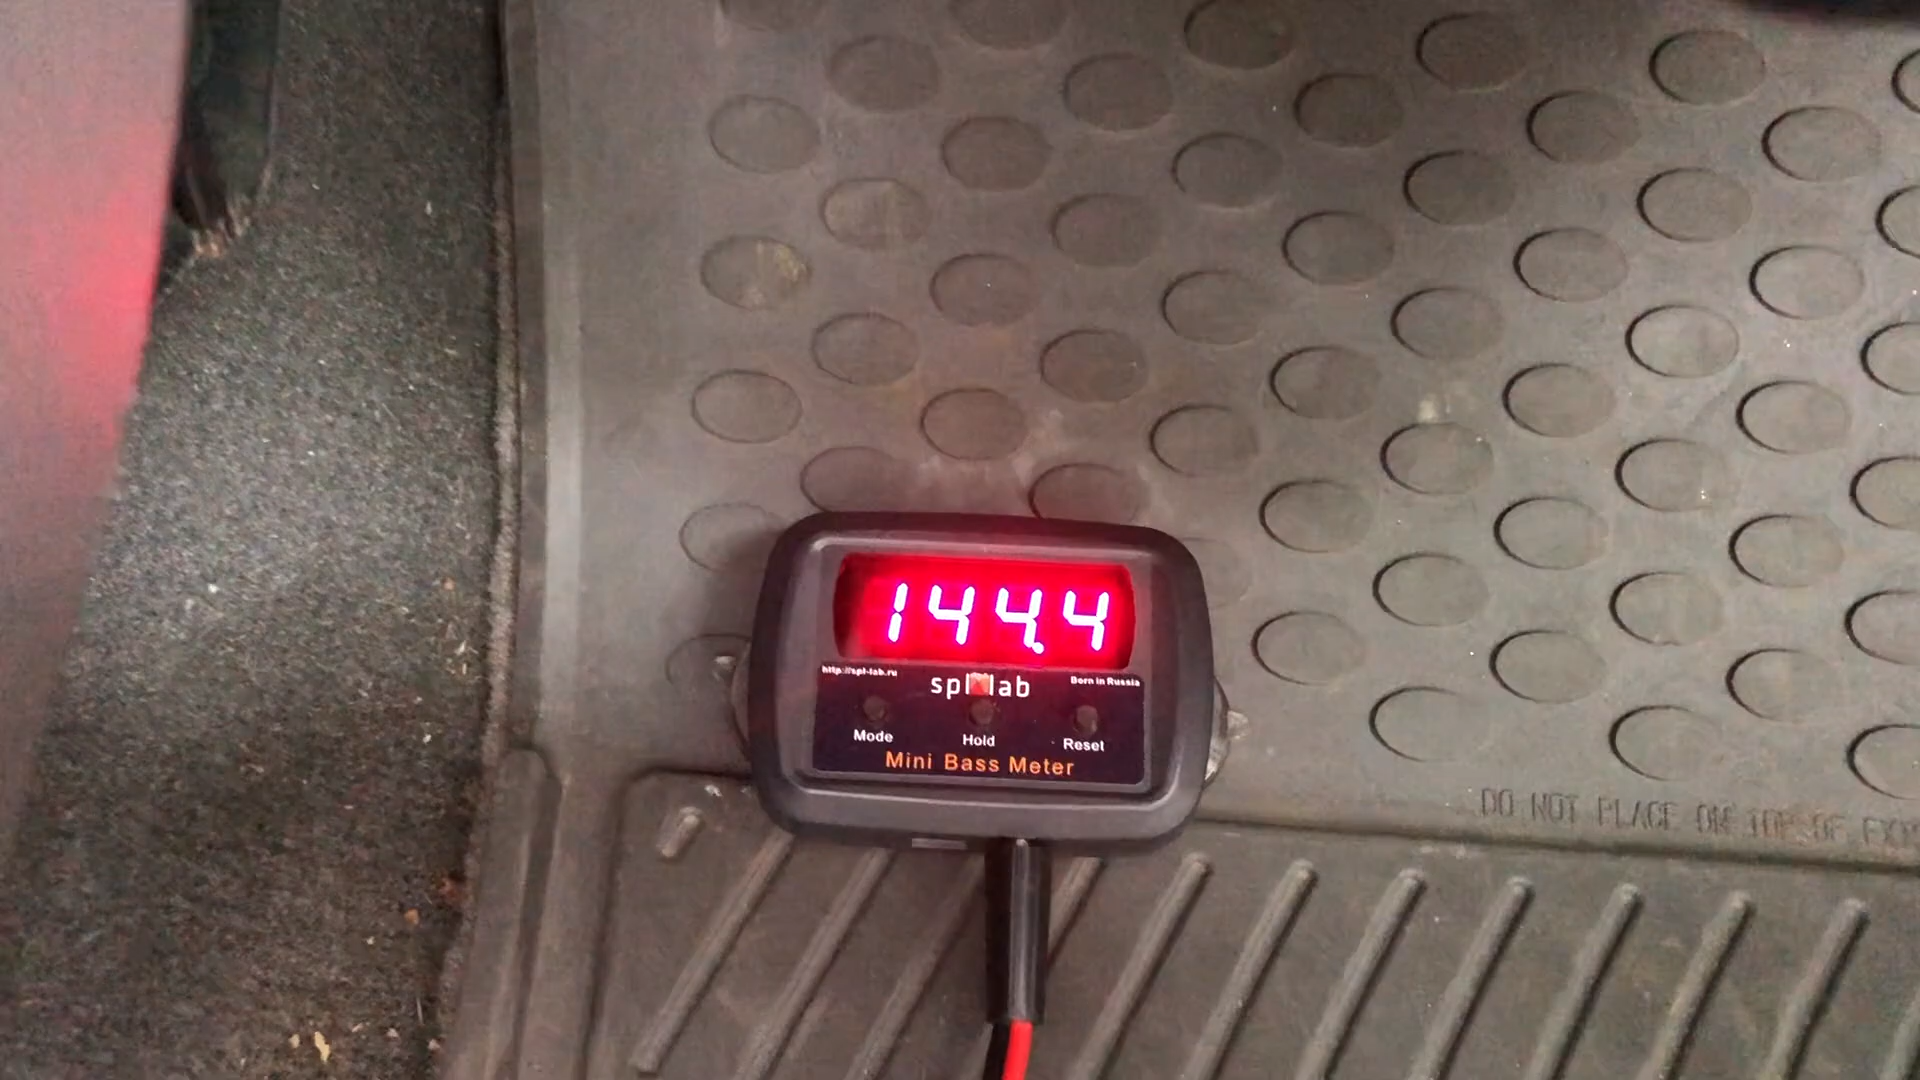 144.4
http://spl-lab.ru
spl lab
Born in Russia
Mode Hold Reset
Mini Bass Meter
DO NOT PLACE ON TOP OF